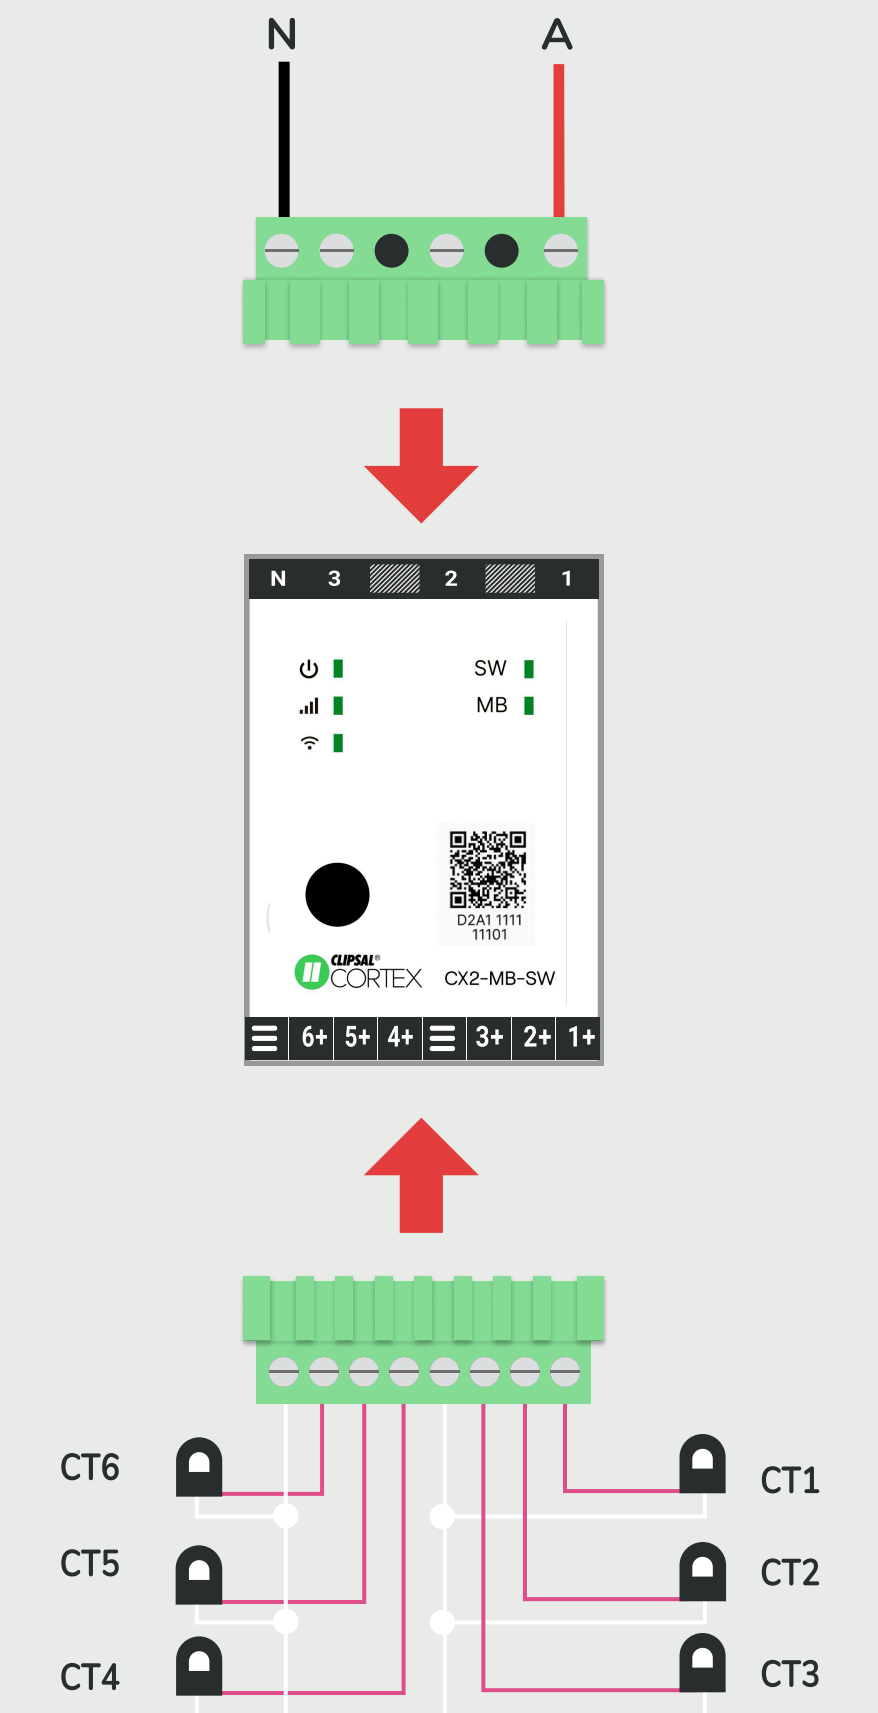 N A
N 3 2 1
SW
MB
D2A1 1111
11101
CLIPSAL®
CORTEX
CX2-MB-SW
6+ 5+ 4+ 3+ 2+ 1+
CT6
CT1
CT5
CT2
CT4
CT3